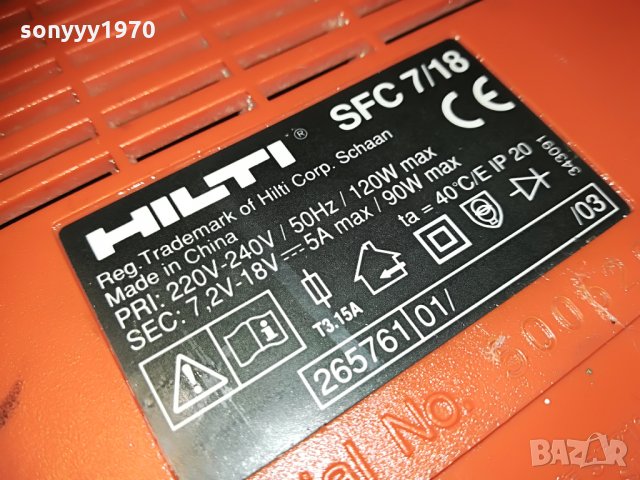 sonyyy1970
HILTI ® SFC 7/18
Reg. Trademark of Hilti Corp. Schaan
Made in China
PRI: 220V-240V / 50Hz / 120W max
SEC: 7,2V-18V⎓5A max / 90W max
ta = 40°C/E IP 20
CE
343091
T3.15A
265761 01/ /03
No.
BAZAR
bg